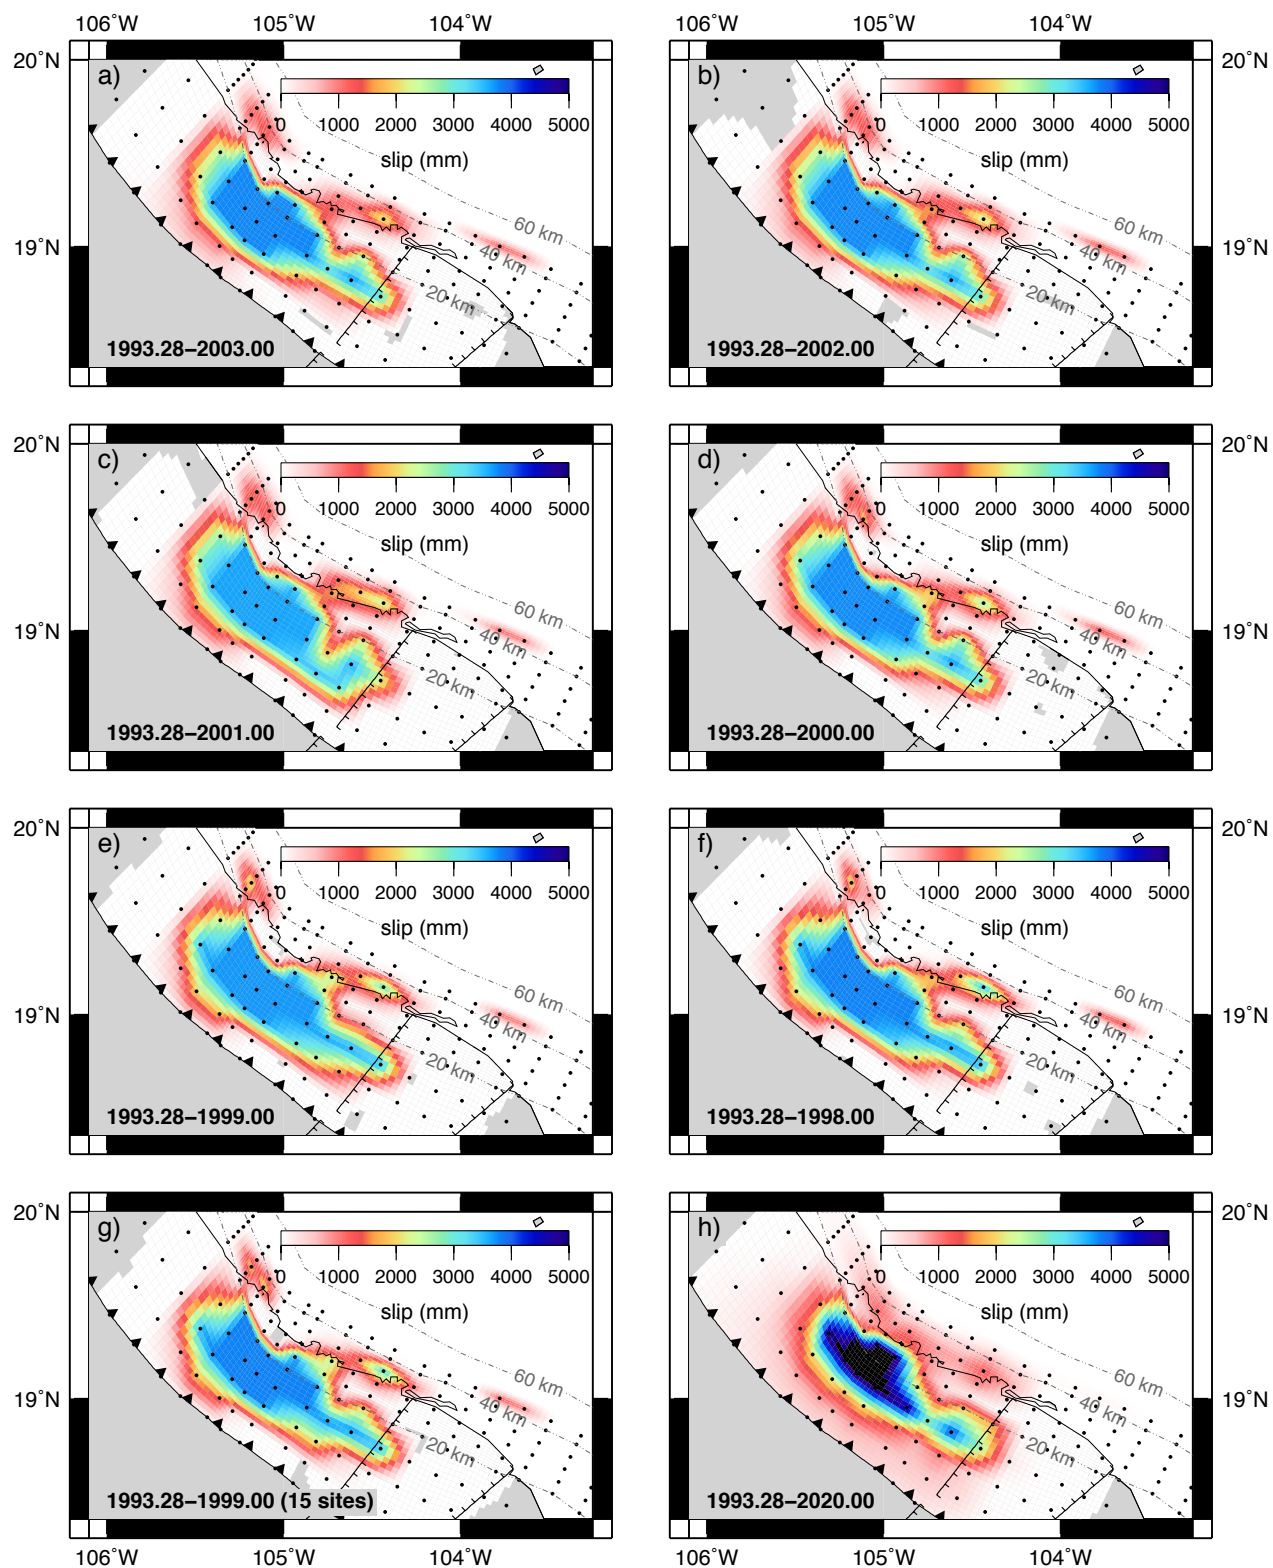 106°W 105°W 104°W 106°W 105°W 104°W
20°N a) b) 20°N
0 1000 2000 3000 4000 5000 0 1000 2000 3000 4000 5000
slip (mm) slip (mm)
60 km 60 km
19°N 40 km 40 km 19°N
20 km 20 km
1993.28–2003.00 1993.28–2002.00
20°N c) d) 20°N
0 1000 2000 3000 4000 5000 0 1000 2000 3000 4000 5000
slip (mm) slip (mm)
60 km 60 km
19°N 40 km 40 km 19°N
20 km 20 km
1993.28–2001.00 1993.28–2000.00
20°N e) f) 20°N
0 1000 2000 3000 4000 5000 0 1000 2000 3000 4000 5000
slip (mm) slip (mm)
60 km 60 km
19°N 40 km 40 km 19°N
20 km 20 km
1993.28–1999.00 1993.28–1998.00
20°N g) h) 20°N
0 1000 2000 3000 4000 5000 0 1000 2000 3000 4000 5000
slip (mm) slip (mm)
60 km 60 km
19°N 40 km 40 km 19°N
20 km 20 km
1993.28–1999.00 (15 sites) 1993.28–2020.00
106°W 105°W 104°W 106°W 105°W 104°W